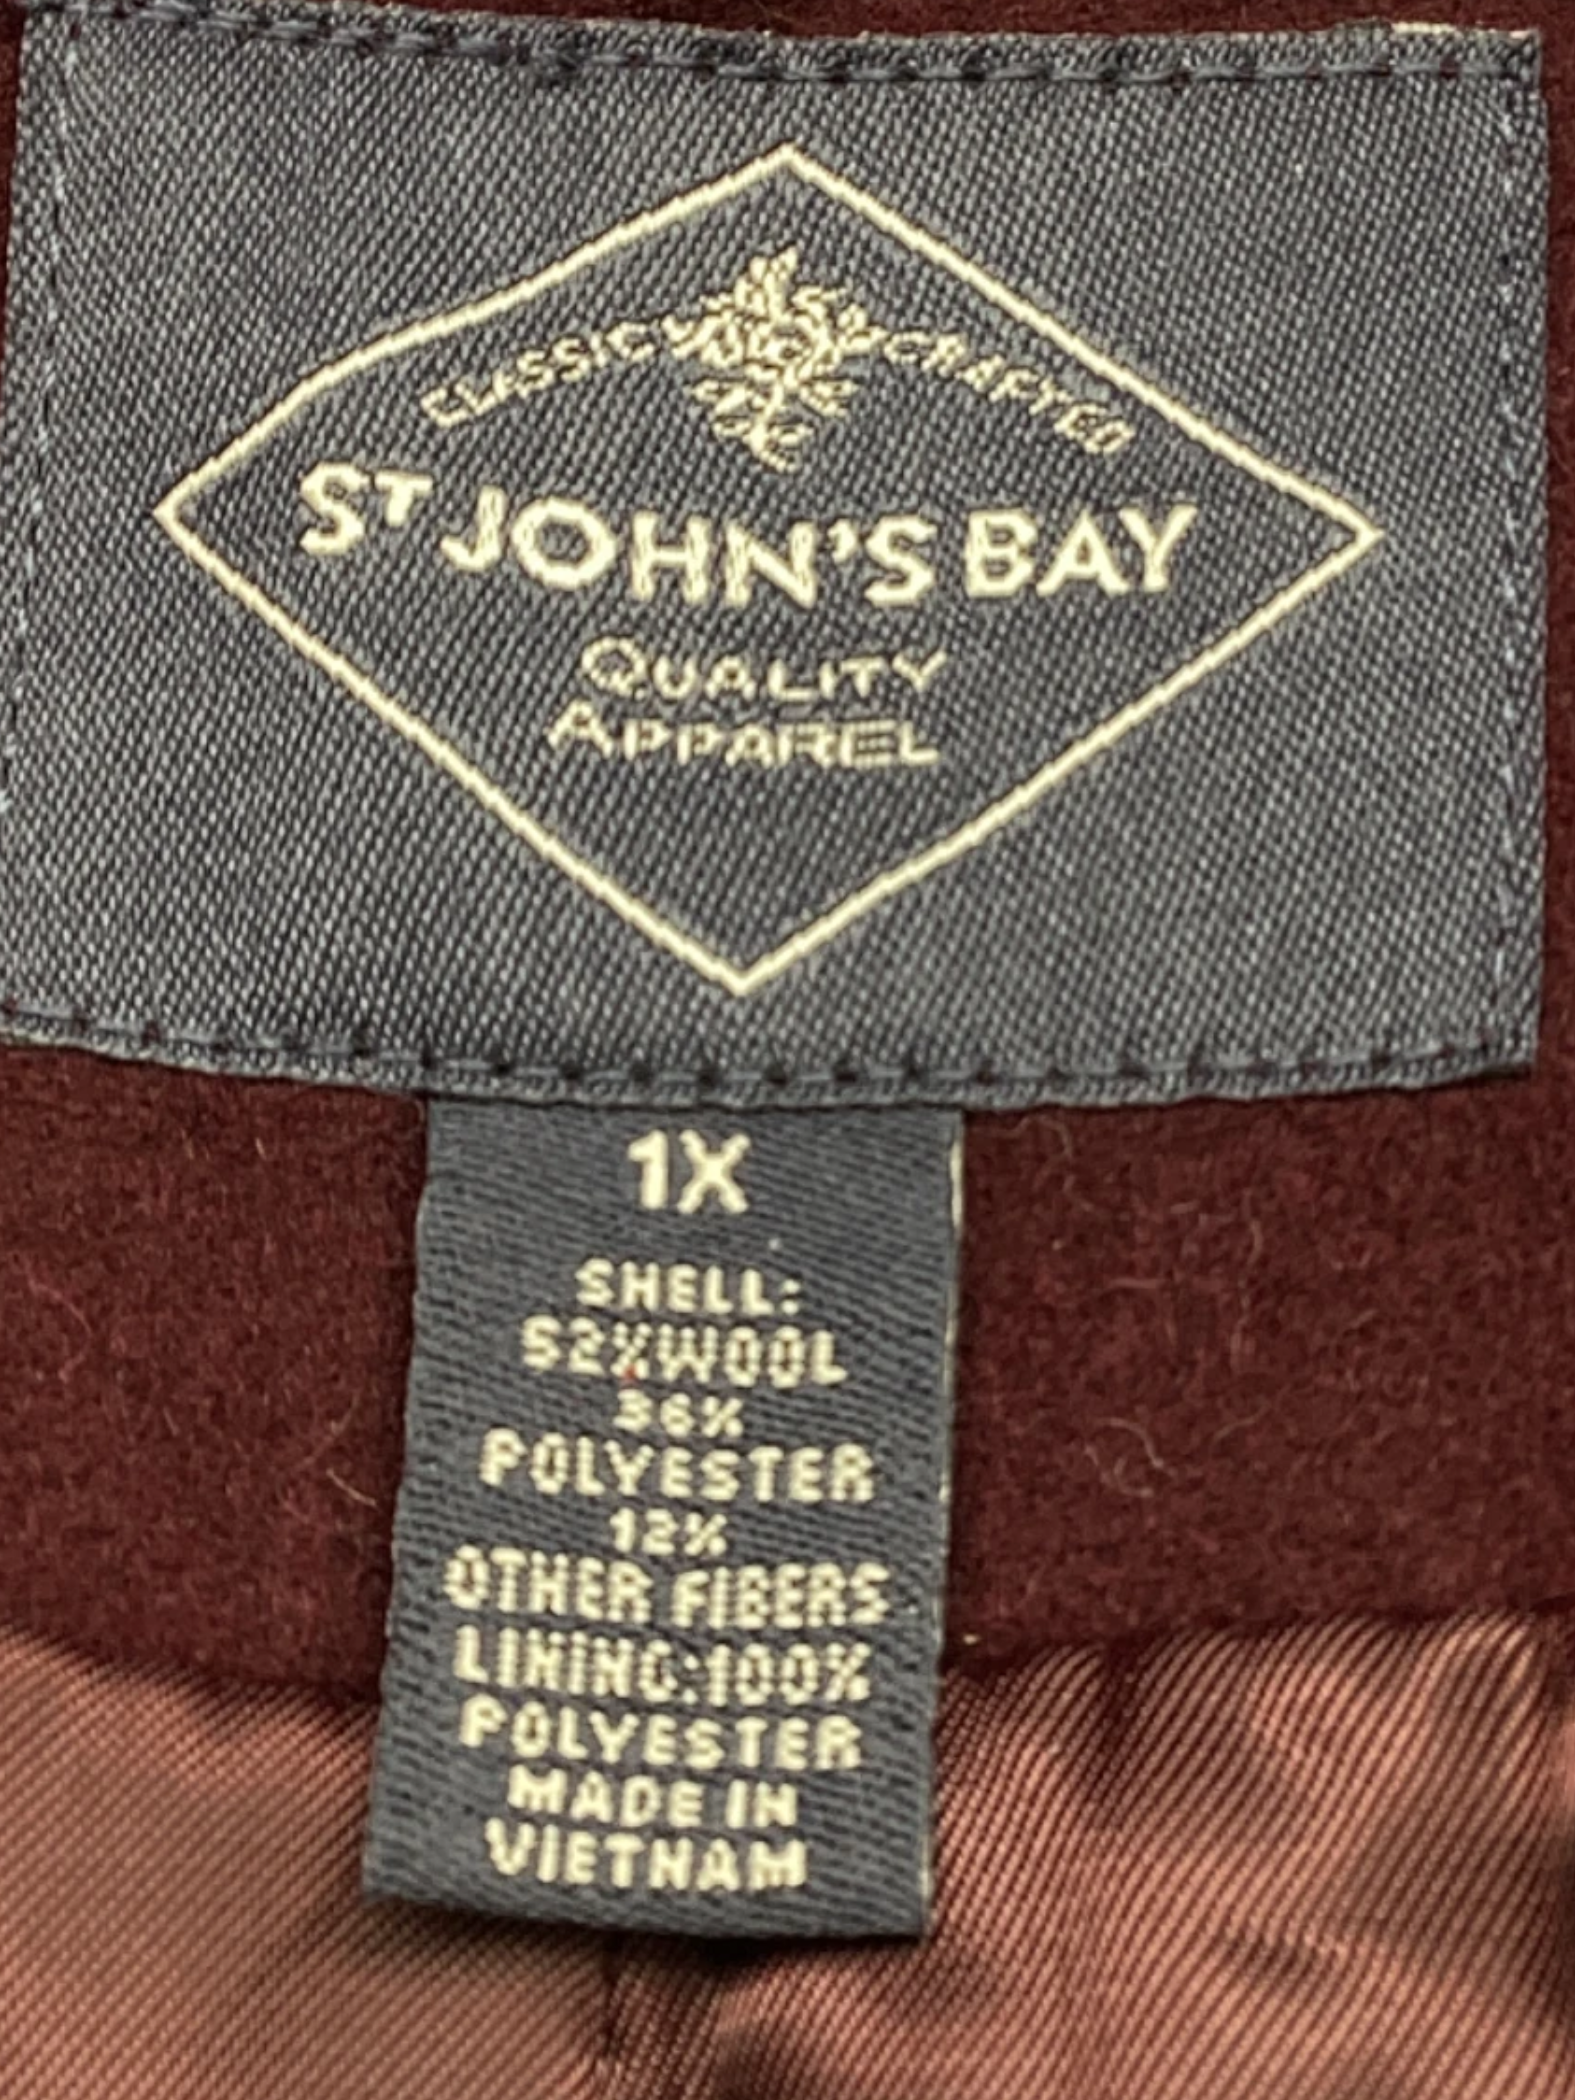 CLASSIC CRAFTED
ST JOHN'S BAY
QUALITY
APPAREL
1X
SHELL:
52%WOOL
36%
POLYESTER
12%
OTHER FIBERS
LINING:100%
POLYESTER
MADE IN
VIETNAM